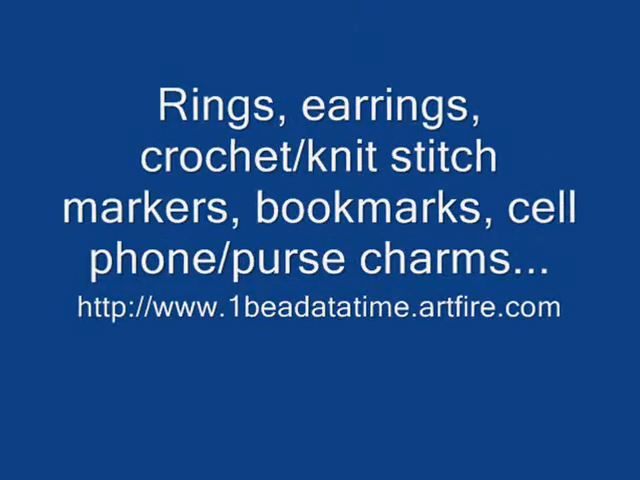 Rings, earrings,
crochet/knit stitch
markers, bookmarks, cell
phone/purse charms...
http://www.1beadatatime.artfire.com